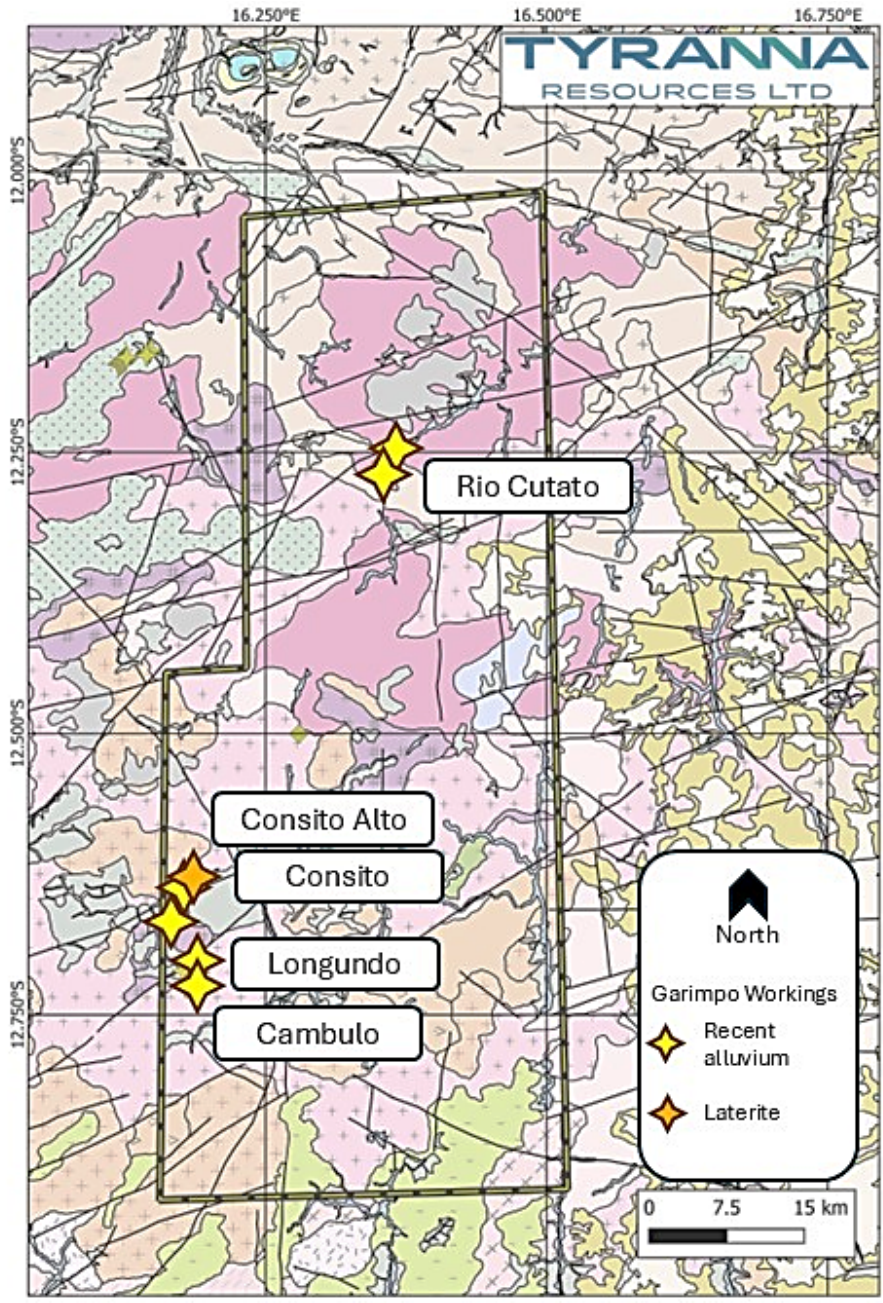 16.250°E 16.500°E 16.750°E
TYRANNA
RESOURCES LTD
12.000°S
12.250°S
Rio Cutato
12.500°S
Consito Alto
Consito
Longundo
12.750°S
Cambulo
North
Garimpo Workings
Recent
alluvium
Laterite
0 7.5 15 km